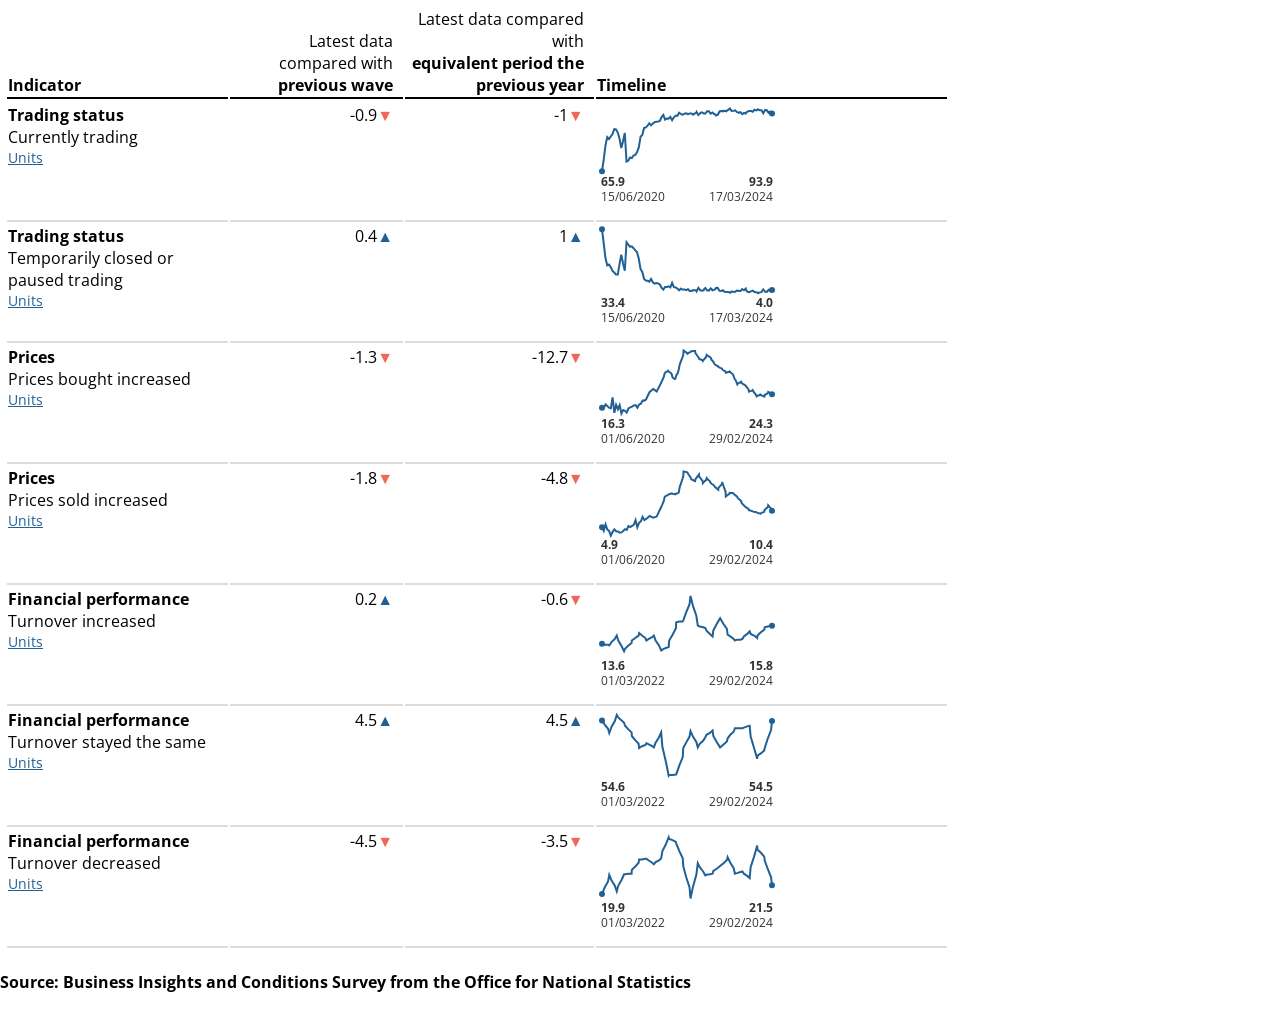 Indicator
Latest data
compared with
previous wave
Latest data compared
with
equivalent period the
previous year
Timeline
Trading status
Currently trading
Units
-0.9▼
-1▼
65.9
15/06/2020
93.9
17/03/2024
Trading status
Temporarily closed or
paused trading
Units
0.4▲
1▲
33.4
15/06/2020
4.0
17/03/2024
Prices
Prices bought increased
Units
-1.3▼
-12.7▼
16.3
01/06/2020
24.3
29/02/2024
Prices
Prices sold increased
Units
-1.8▼
-4.8▼
4.9
01/06/2020
10.4
29/02/2024
Financial performance
Turnover increased
Units
0.2▲
-0.6▼
13.6
01/03/2022
15.8
29/02/2024
Financial performance
Turnover stayed the same
Units
4.5▲
4.5▲
54.6
01/03/2022
54.5
29/02/2024
Financial performance
Turnover decreased
Units
-4.5▼
-3.5▼
19.9
01/03/2022
21.5
29/02/2024
Source: Business Insights and Conditions Survey from the Office for National Statistics